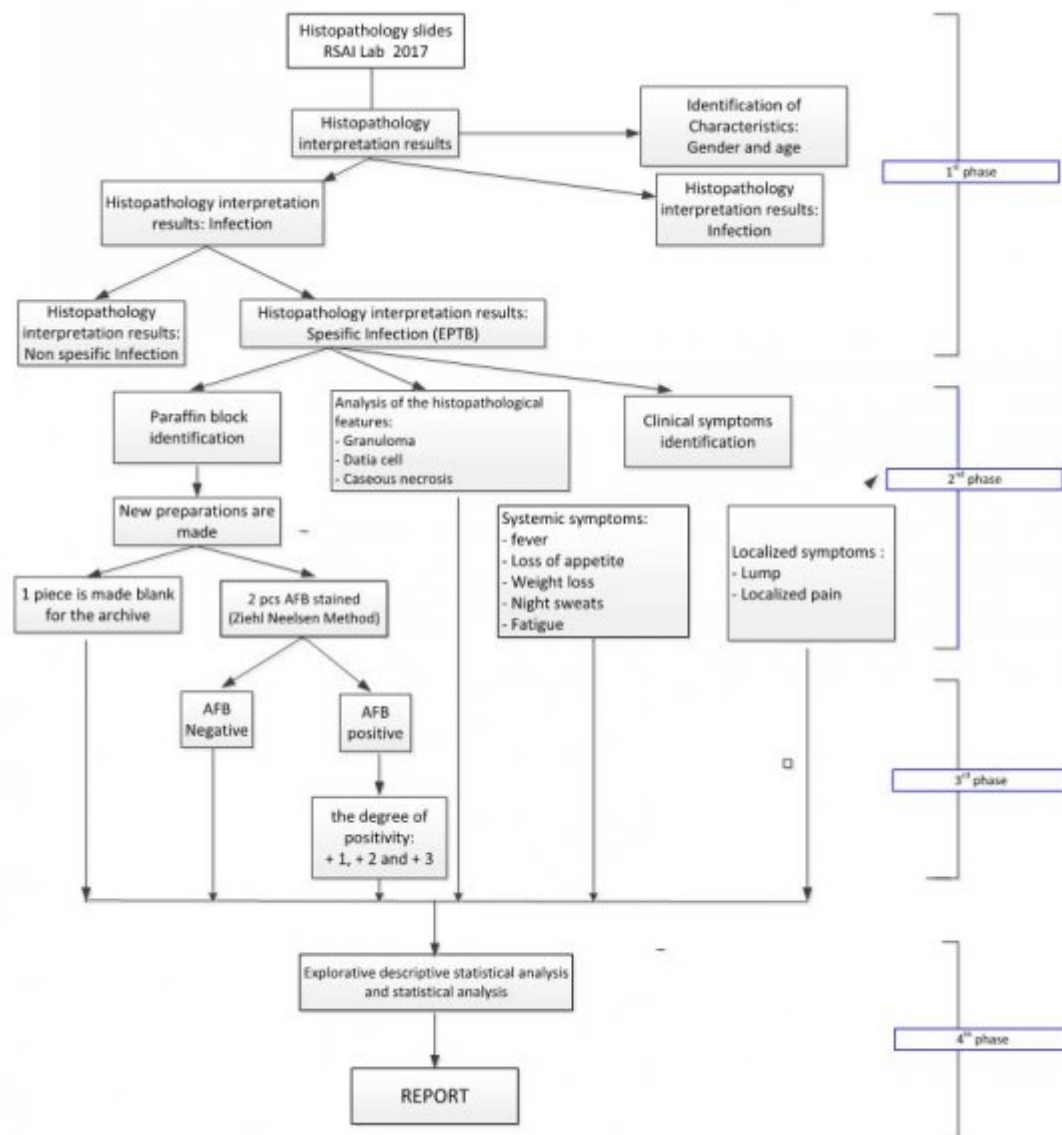 Histopathology slides
RSAI Lab 2017
Histopathology
interpretation results
Identification of
Characteristics:
Gender and age
1st phase
Histopathology interpretation
results: Infection
Histopathology
interpretation results:
Infection
Histopathology
interpretation results:
Non spesific Infection
Histopathology interpretation results:
Spesific Infection (EPTB)
Paraffin block
identification
Analysis of the histopathological
features:
- Granuloma
- Datia cell
- Caseous necrosis
Clinical symptoms
identification
2nd phase
New preparations are
made
Systemic symptoms:
- fever
- Loss of appetite
- Weight loss
- Night sweats
- Fatigue
Localized symptoms :
- Lump
- Localized pain
1 piece is made blank
for the archive
2 pcs AFB stained
(Ziehl Neelsen Method)
AFB
Negative
AFB
positive
3rd phase
the degree of
positivity:
+ 1, + 2 and + 3
Explorative descriptive statistical analysis
and statistical analysis
4th phase
REPORT